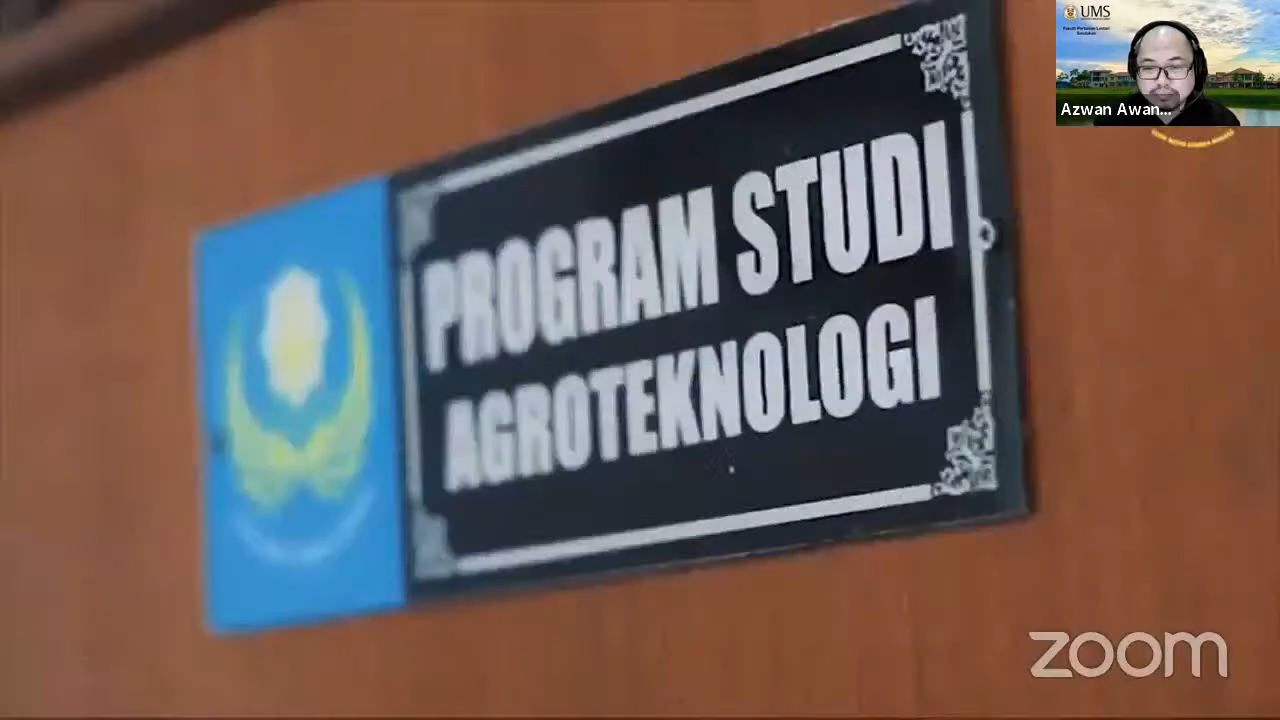 PROGRAM STUDI
AGROTEKNOLOGI
UMS
Azwan Awan...
zoom